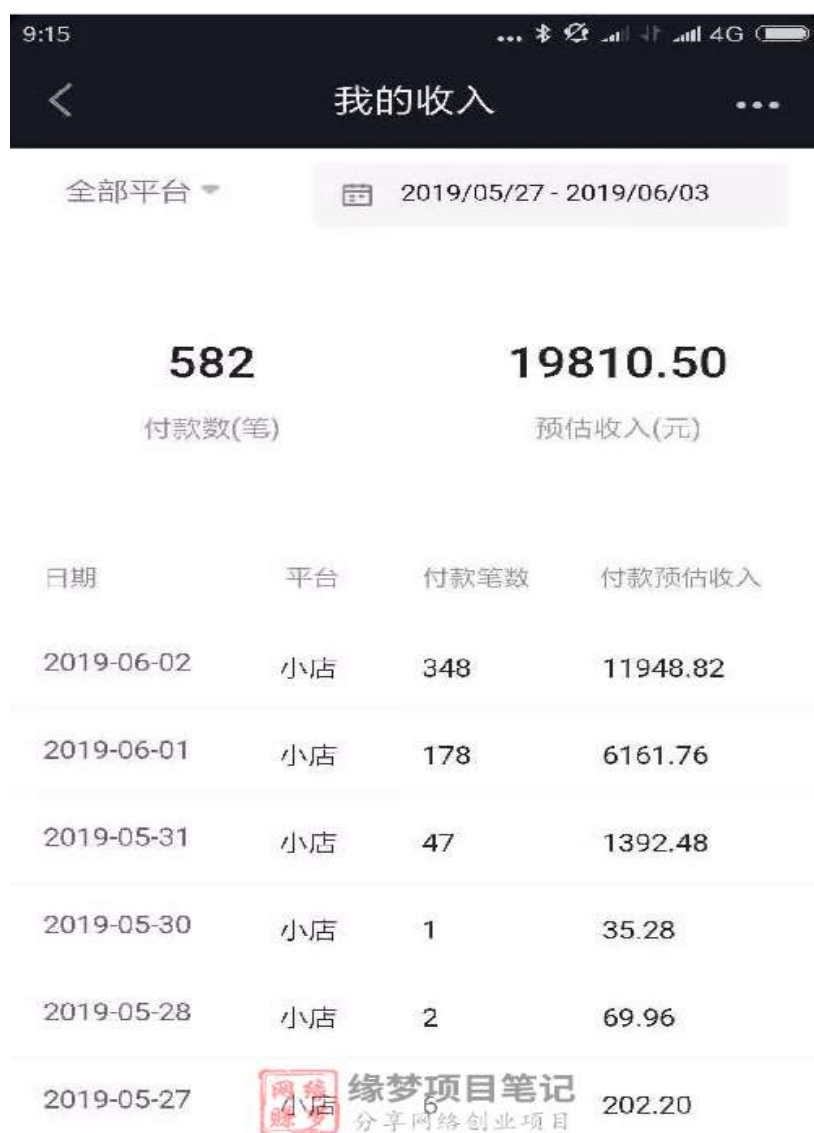 9:15 ... 4G
我的收入
全部平台 2019/05/27 - 2019/06/03
582 19810.50
付款数(笔) 预估收入(元)
日期 平台 付款笔数 付款预估收入
2019-06-02 小店 348 11948.82
2019-06-01 小店 178 6161.76
2019-05-31 小店 47 1392.48
2019-05-30 小店 1 35.28
2019-05-28 小店 2 69.96
2019-05-27 小店 6 202.20
网缘赚梦 缘梦项目笔记
分享网络创业项目